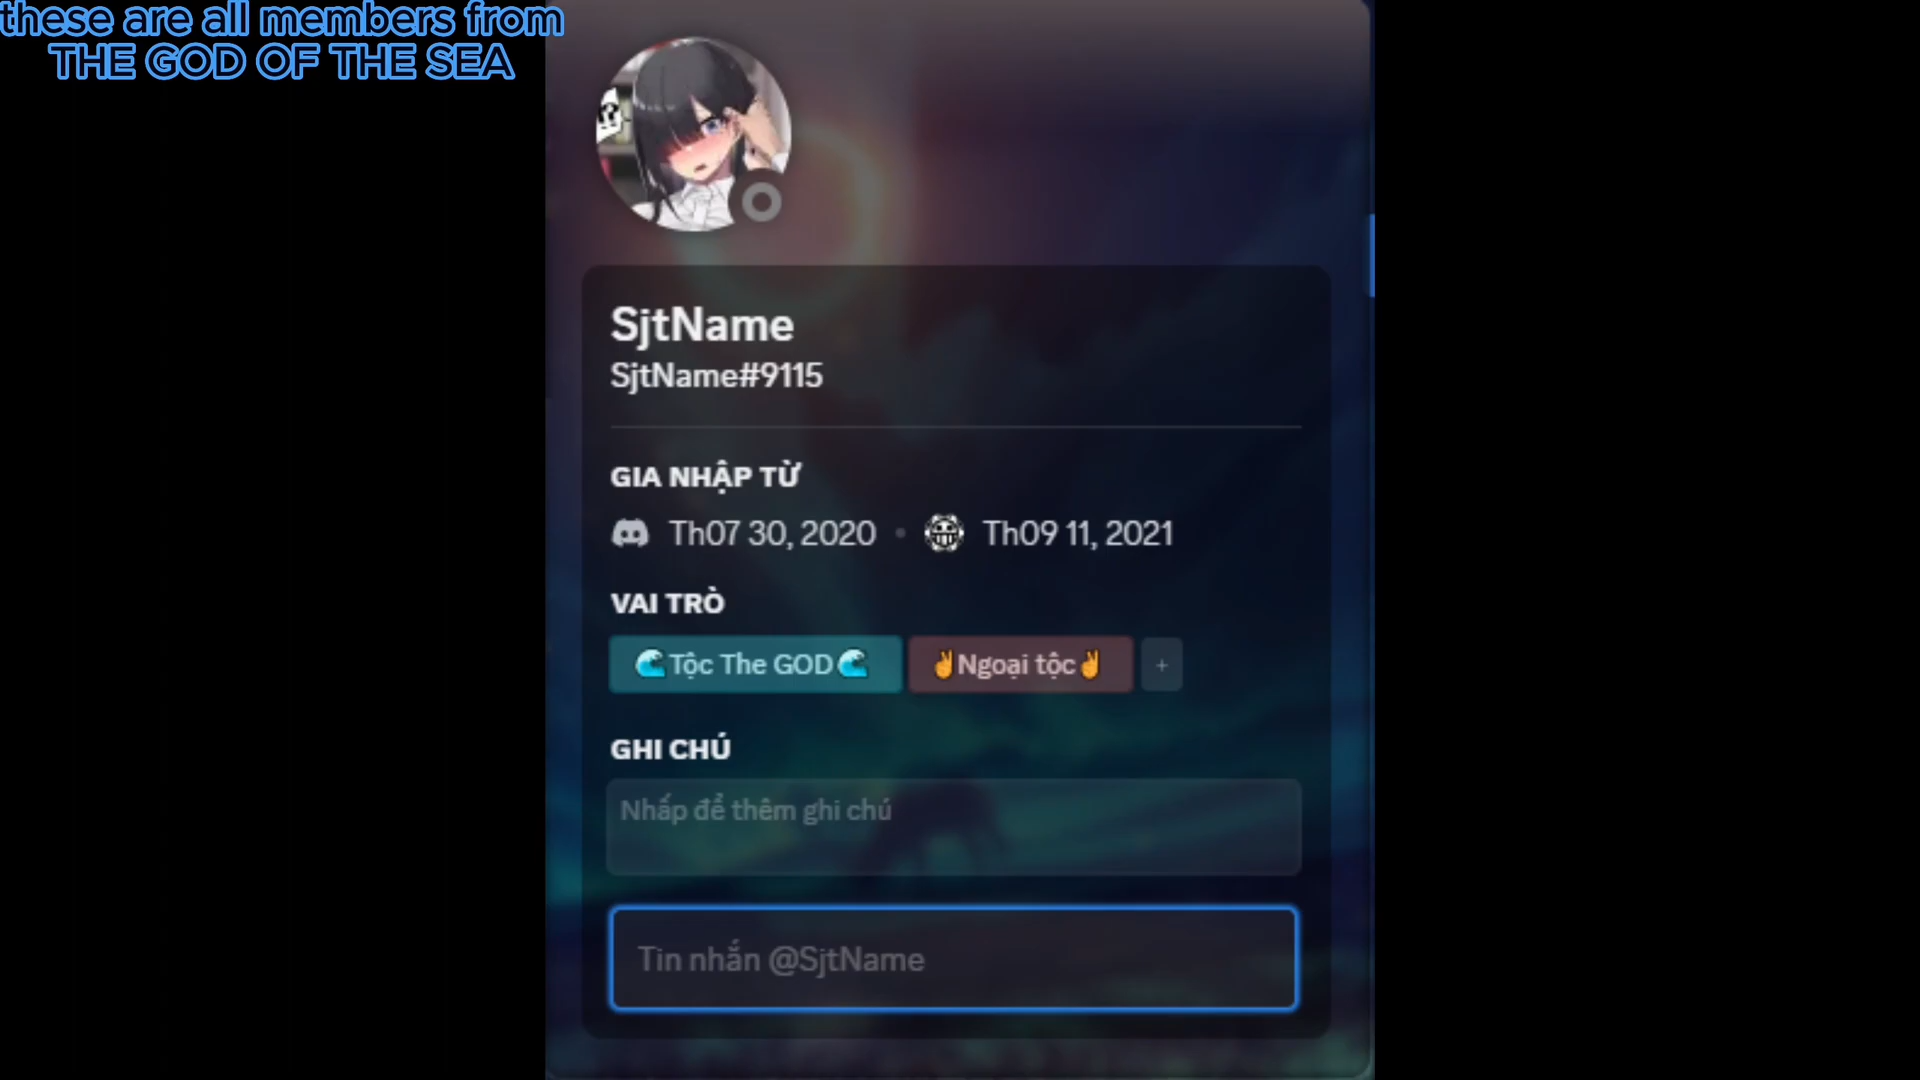 these are all members from
THE GOD OF THE SEA
SjtName
SjtName#9115
GIA NHẬP TỪ
Th07 30, 2020 • Th09 11, 2021
VAI TRÒ
🌊Tộc The GOD🌊 ✌Ngoại tộc✌ +
GHI CHÚ
Nhấp để thêm ghi chú
Tin nhắn @SjtName